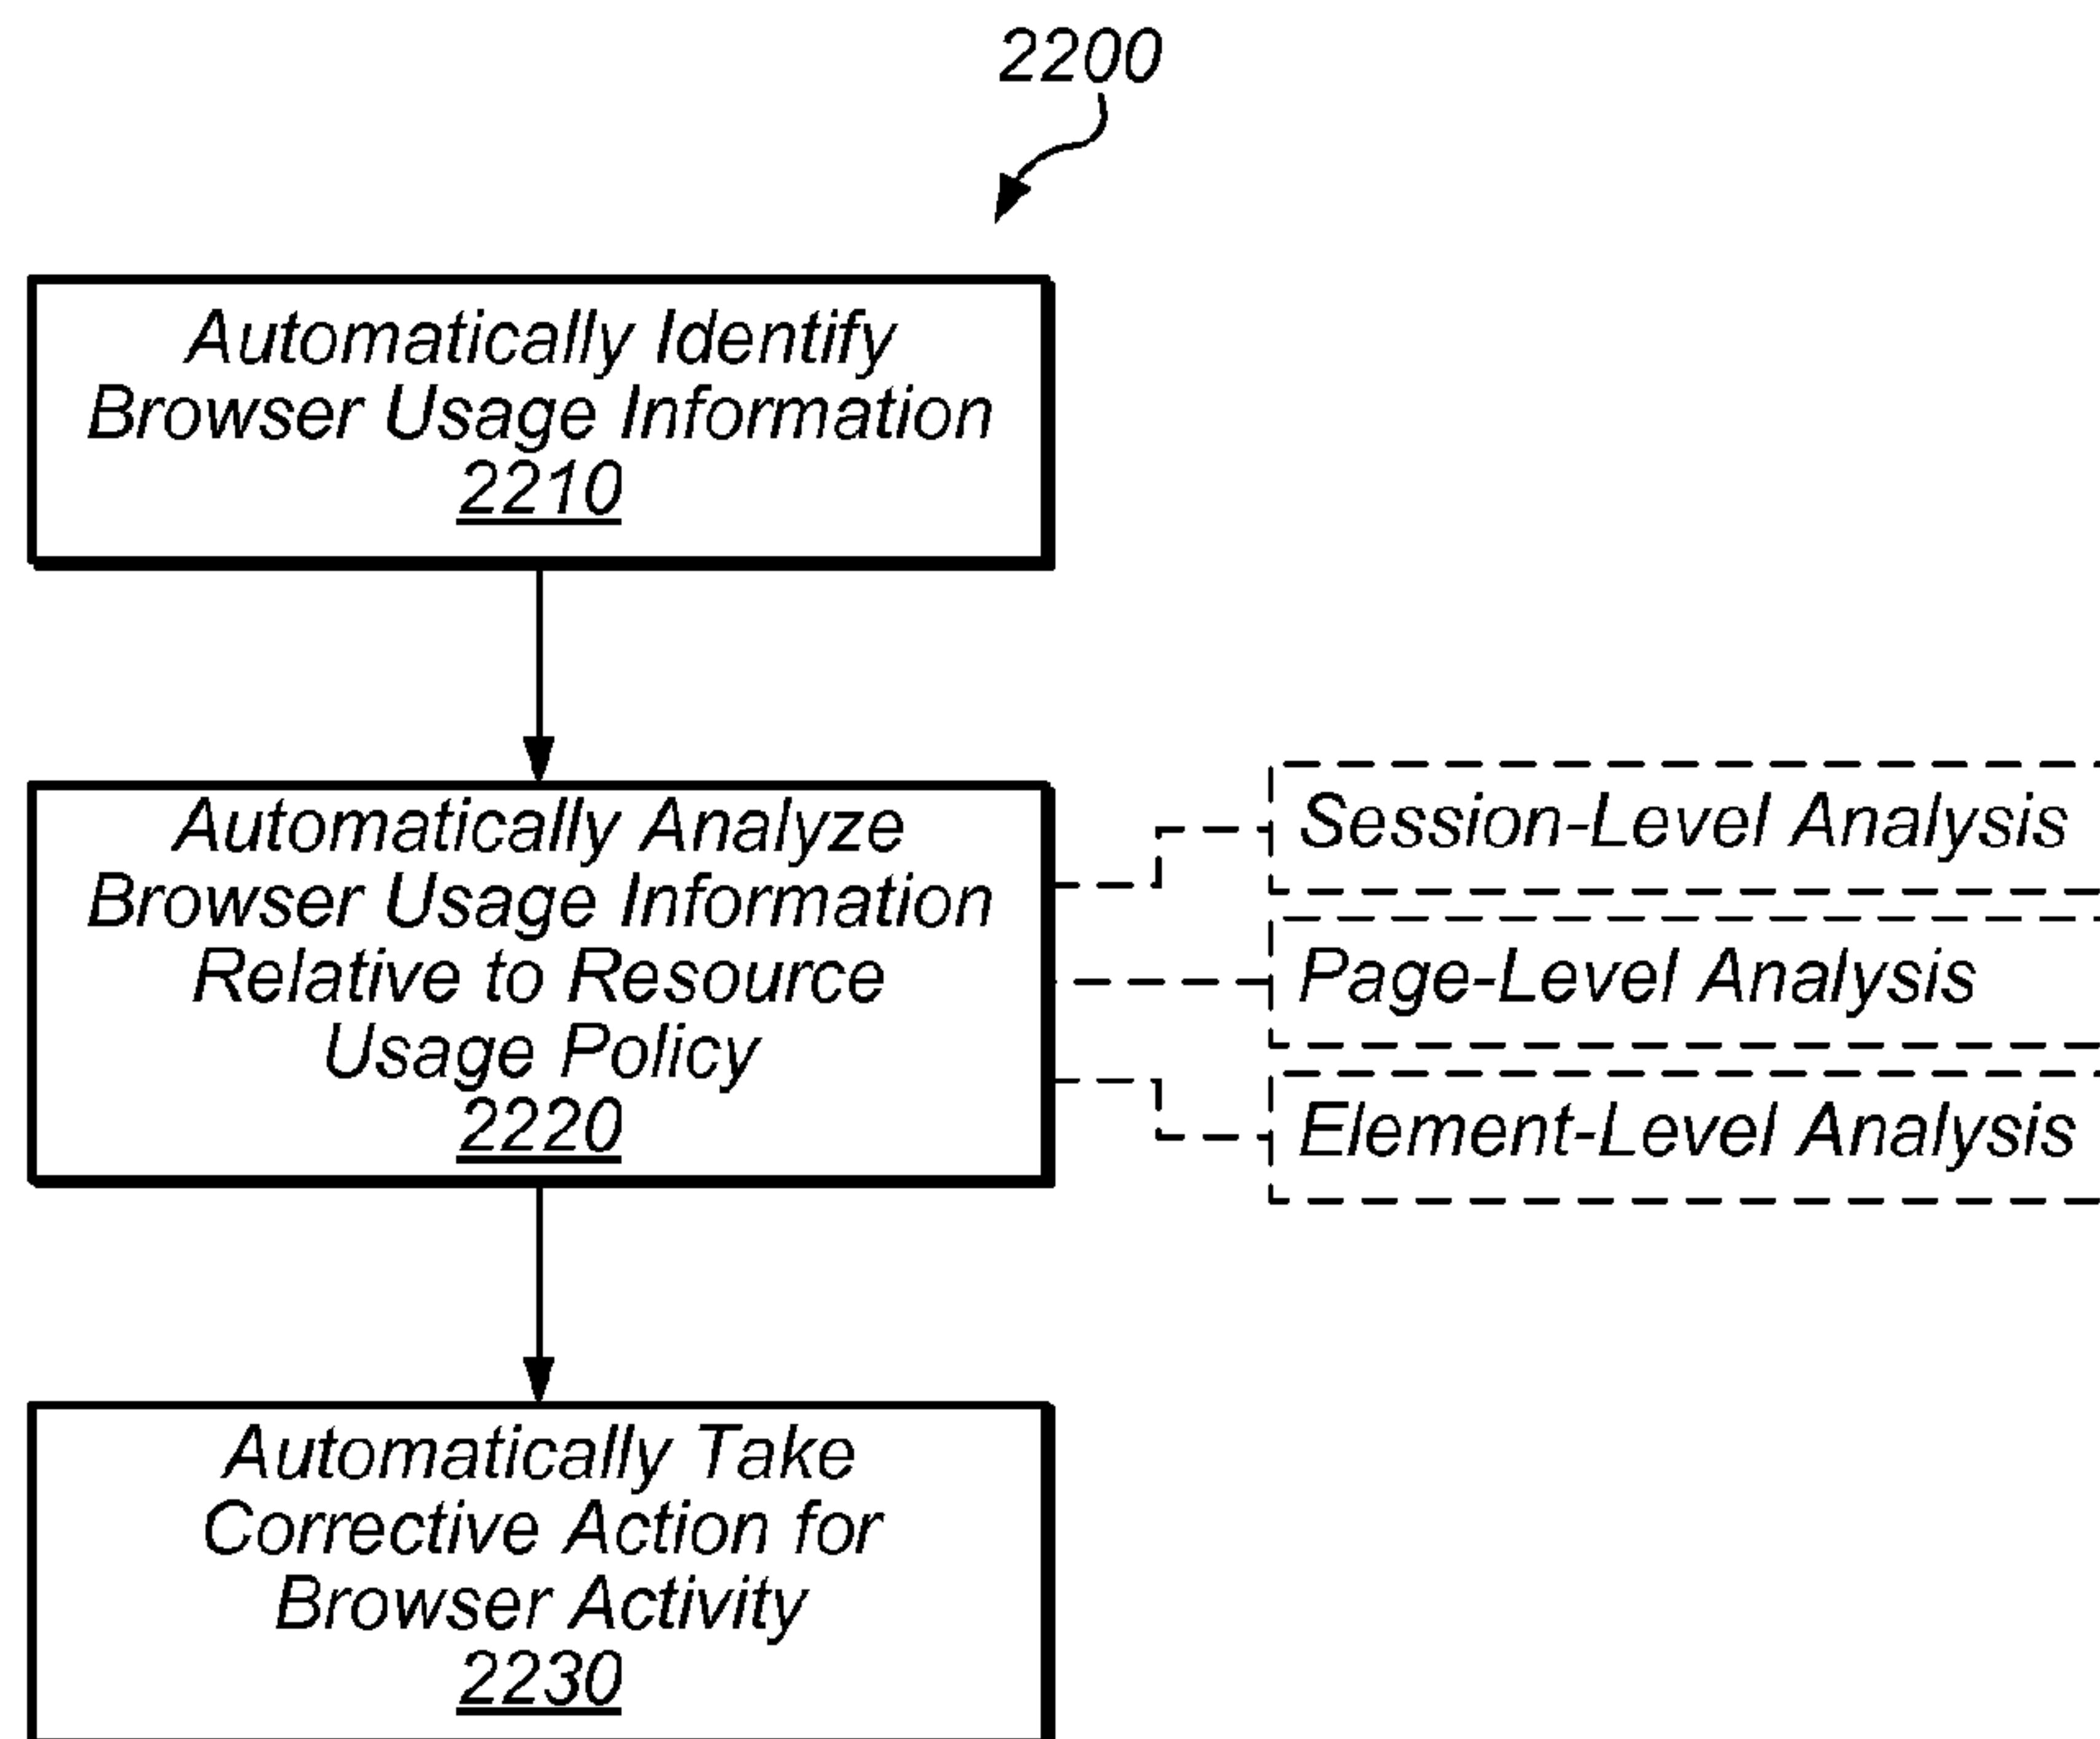 2200
Automatically Identify
Browser Usage Information
2210
Automatically Analyze
Browser Usage Information
Relative to Resource
Usage Policy
2220
Session-Level Analysis
Page-Level Analysis
Element-Level Analysis
Automatically Take
Corrective Action for
Browser Activity
2230